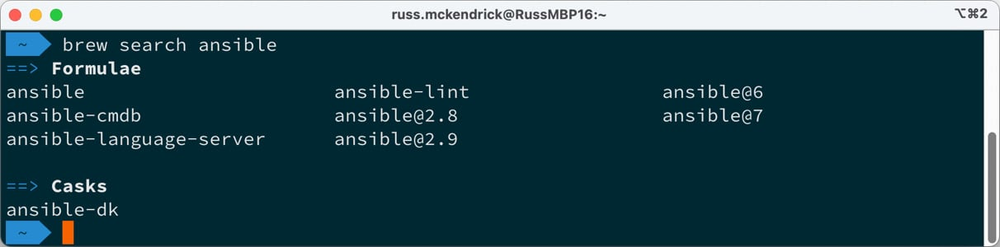 russ.mckendrick@RussMBP16:~ ⌥⌘2
~ brew search ansible
==> Formulae
ansible ansible-lint ansible@6
ansible-cmdb ansible@2.8 ansible@7
ansible-language-server ansible@2.9
==> Casks
ansible-dk
~